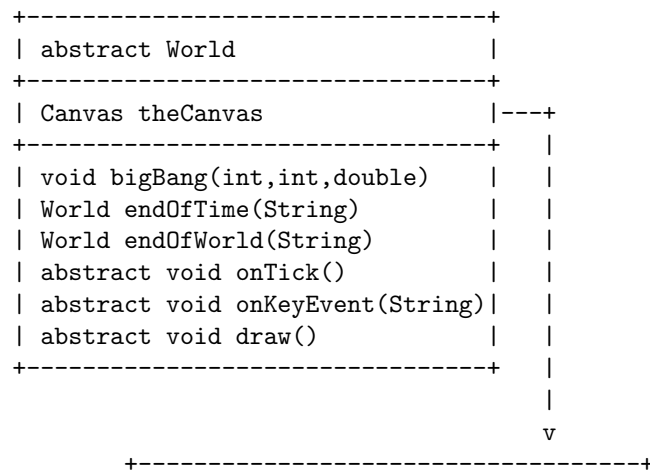 +---------------------------------+
| abstract World                  |
+---------------------------------+
| Canvas theCanvas                |---+
+---------------------------------+   |
| void bigBang(int,int,double)    |   |
| World endOfTime(String)         |   |
| World endOfWorld(String)        |   |
| abstract void onTick()          |   |
| abstract void onKeyEvent(String)|   |
| abstract void draw()            |   |
+---------------------------------+   |
                                      |
                                      v
        +------------------------------------+